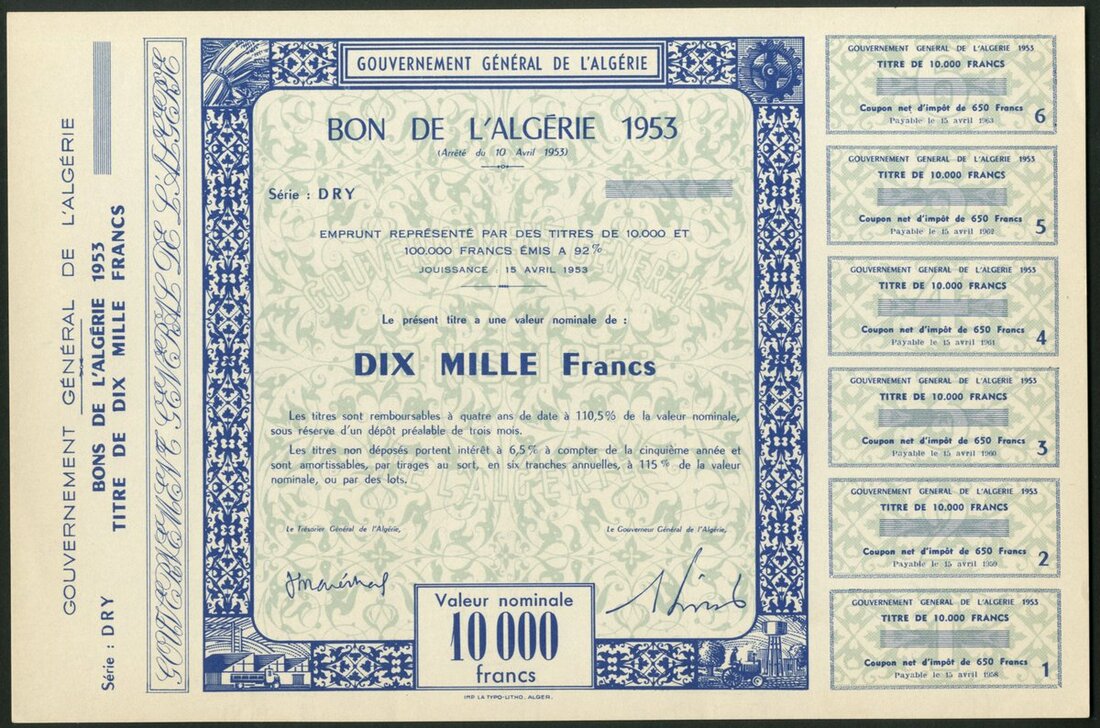 GOUVERNEMENT GÉNÉRAL DE L'ALGÉRIE
BONS DE L'ALGÉRIE 1953
TITRE DE DIX MILLE FRANCS
Série : DRY
GOUVERNEMENT GÉNÉRAL DE L'ALGÉRIE
BON DE L'ALGÉRIE 1953
(Arrêté du 10 Avril 1953)
Série : DRY
EMPRUNT REPRÉSENTÉ PAR DES TITRES DE 10.000 ET
100.000 FRANCS ÉMIS A 92%
JOUISSANCE : 15 AVRIL 1953
Le présent titre a une valeur nominale de :
DIX MILLE Francs
Les titres sont remboursables à quatre ans de date à 110,5% de la valeur nominale,
sous réserve d'un dépôt préalable de trois mois.
Les titres non déposés portent intérêt à 6,5% à compter de la cinquième année et
sont amortissables, par tirages au sort, en six tranches annuelles, à 115% de la valeur
nominale, ou par des lots.
Le Trésorier Général de l'Algérie,
Le Gouverneur Général de l'Algérie,
Valeur nominale
10 000
francs
IMP. LA TYPO-LITHO, ALGER.
GOUVERNEMENT GÉNÉRAL DE L'ALGÉRIE 1953
TITRE DE 10.000 FRANCS
Coupon net d'impôt de 650 Francs
Payable le 15 avril 1963
6
GOUVERNEMENT GÉNÉRAL DE L'ALGÉRIE 1953
TITRE DE 10.000 FRANCS
Coupon net d'impôt de 650 Francs
Payable le 15 avril 1962
5
GOUVERNEMENT GÉNÉRAL DE L'ALGÉRIE 1953
TITRE DE 10.000 FRANCS
Coupon net d'impôt de 650 Francs
Payable le 15 avril 1961
4
GOUVERNEMENT GÉNÉRAL DE L'ALGÉRIE 1953
TITRE DE 10.000 FRANCS
Coupon net d'impôt de 650 Francs
Payable le 15 avril 1960
3
GOUVERNEMENT GÉNÉRAL DE L'ALGÉRIE 1953
TITRE DE 10.000 FRANCS
Coupon net d'impôt de 650 Francs
Payable le 15 avril 1959
2
GOUVERNEMENT GÉNÉRAL DE L'ALGÉRIE 1953
TITRE DE 10.000 FRANCS
Coupon net d'impôt de 650 Francs
Payable le 15 avril 1958
1